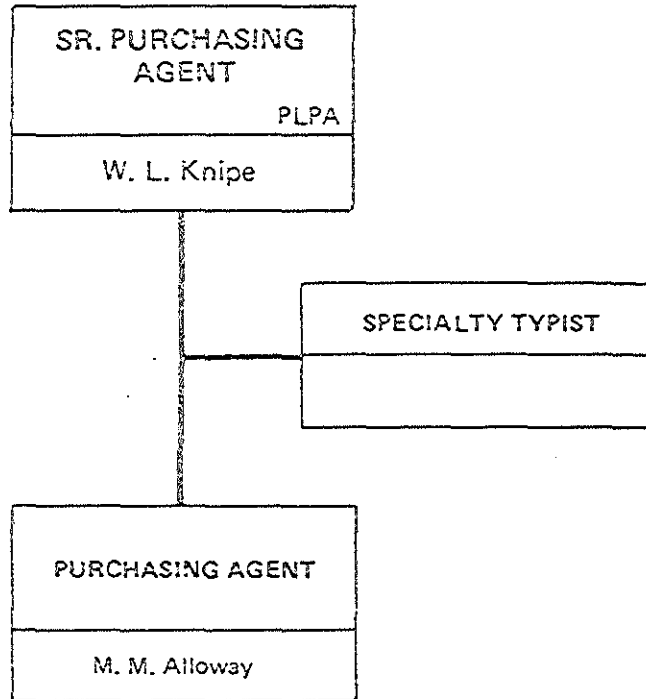 SR. PURCHASING
AGENT
PLPA
W. L. Knipe
SPECIALTY TYPIST
PURCHASING AGENT
M. M. Alloway